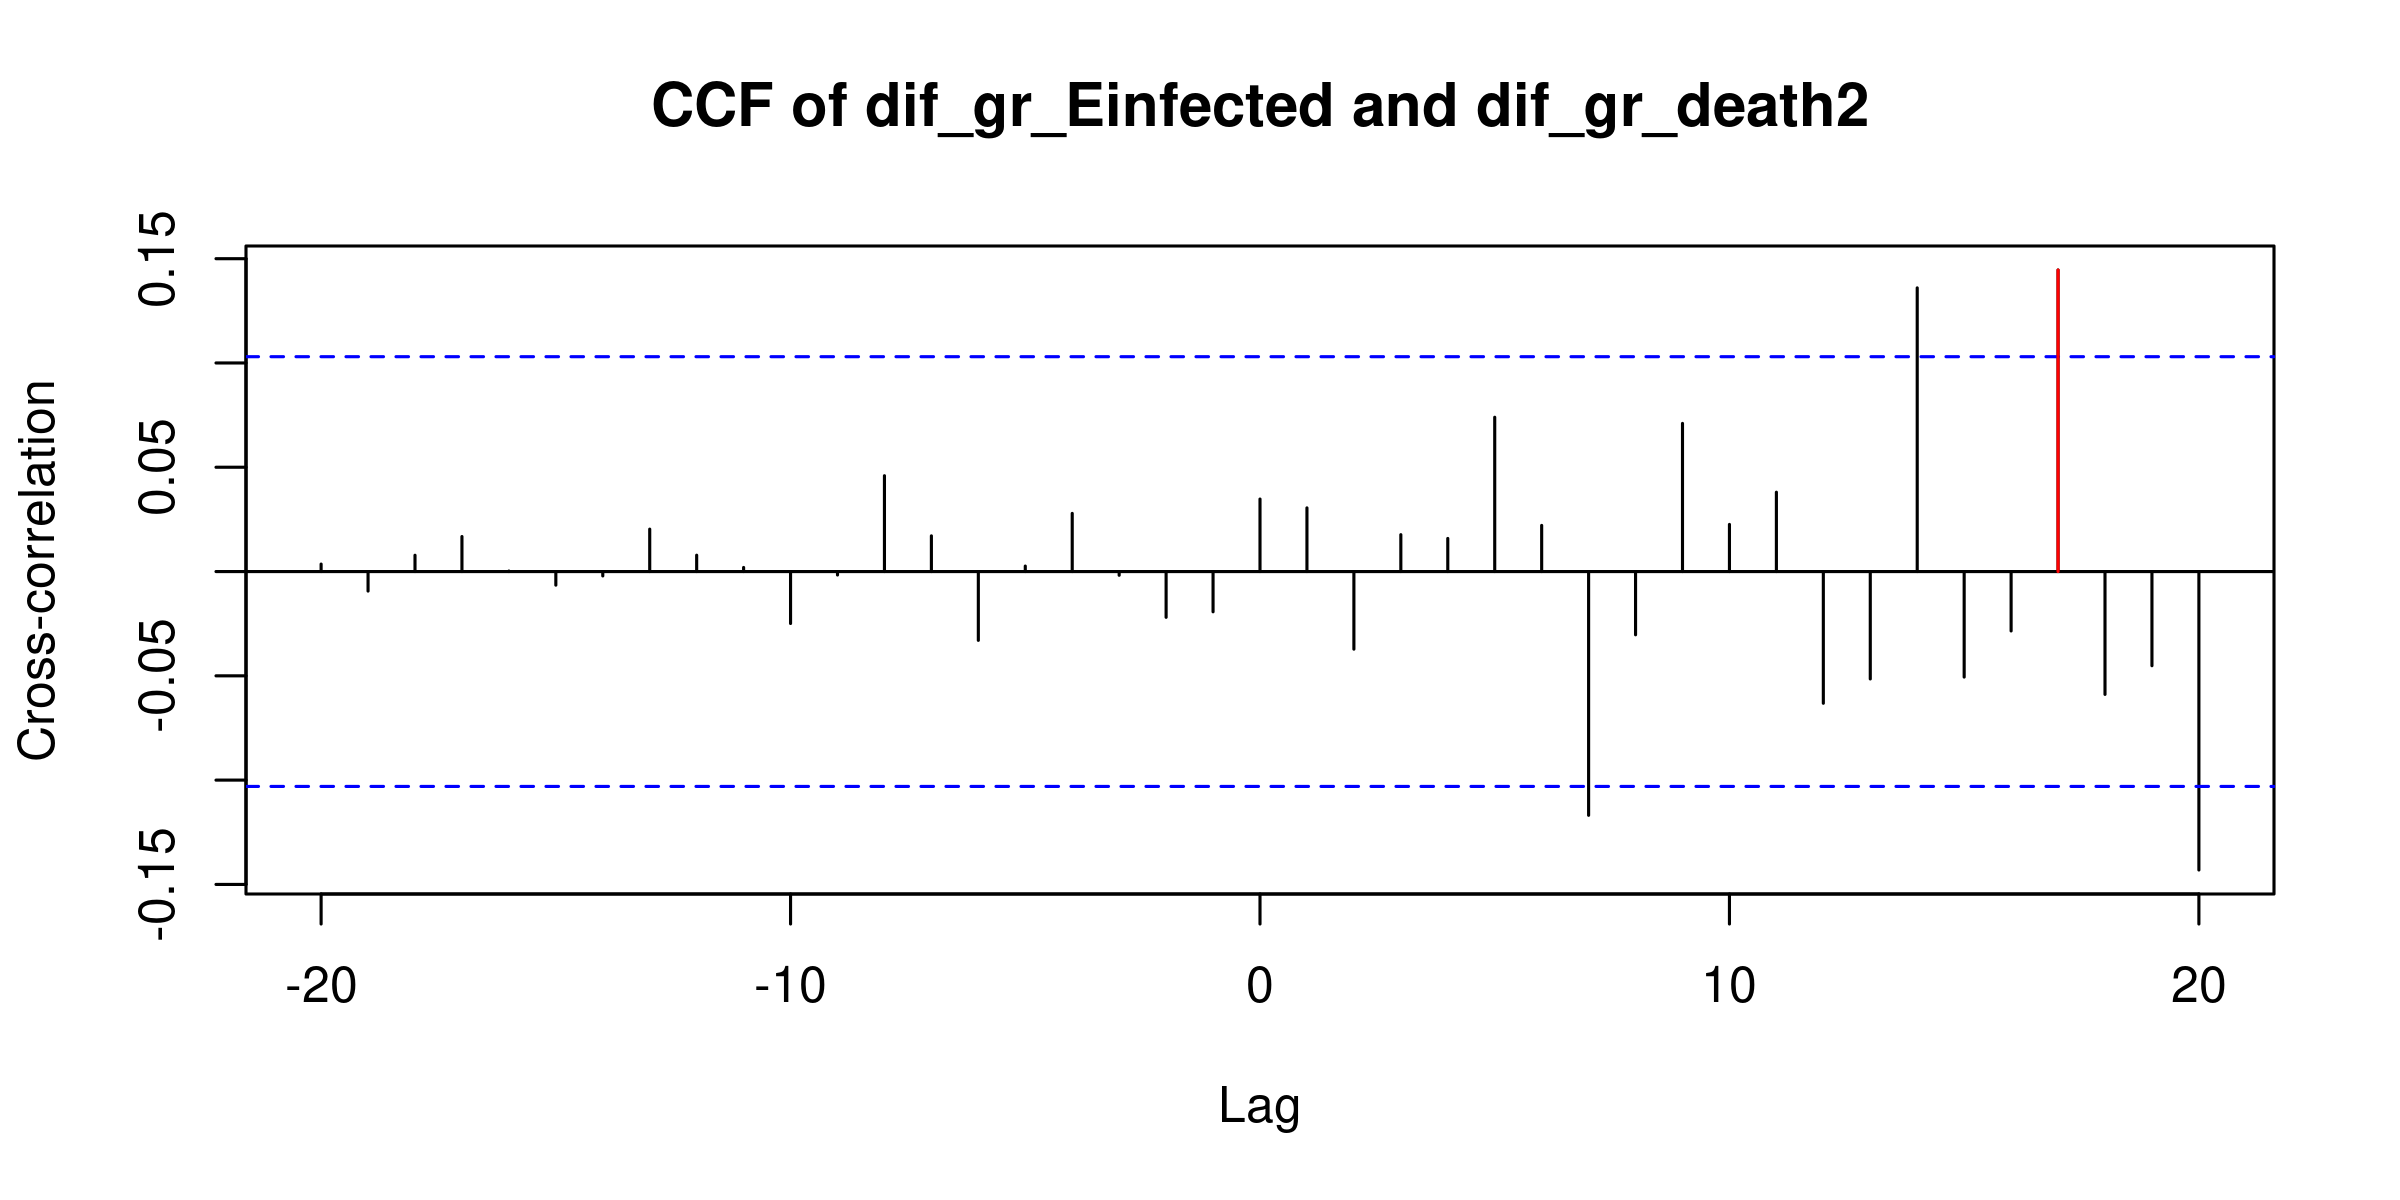 CCF of dif_gr_Einfected and dif_gr_death2
Cross-correlation
0.15
0.05
-0.05
-0.15
-20 -10 0 10 20
Lag